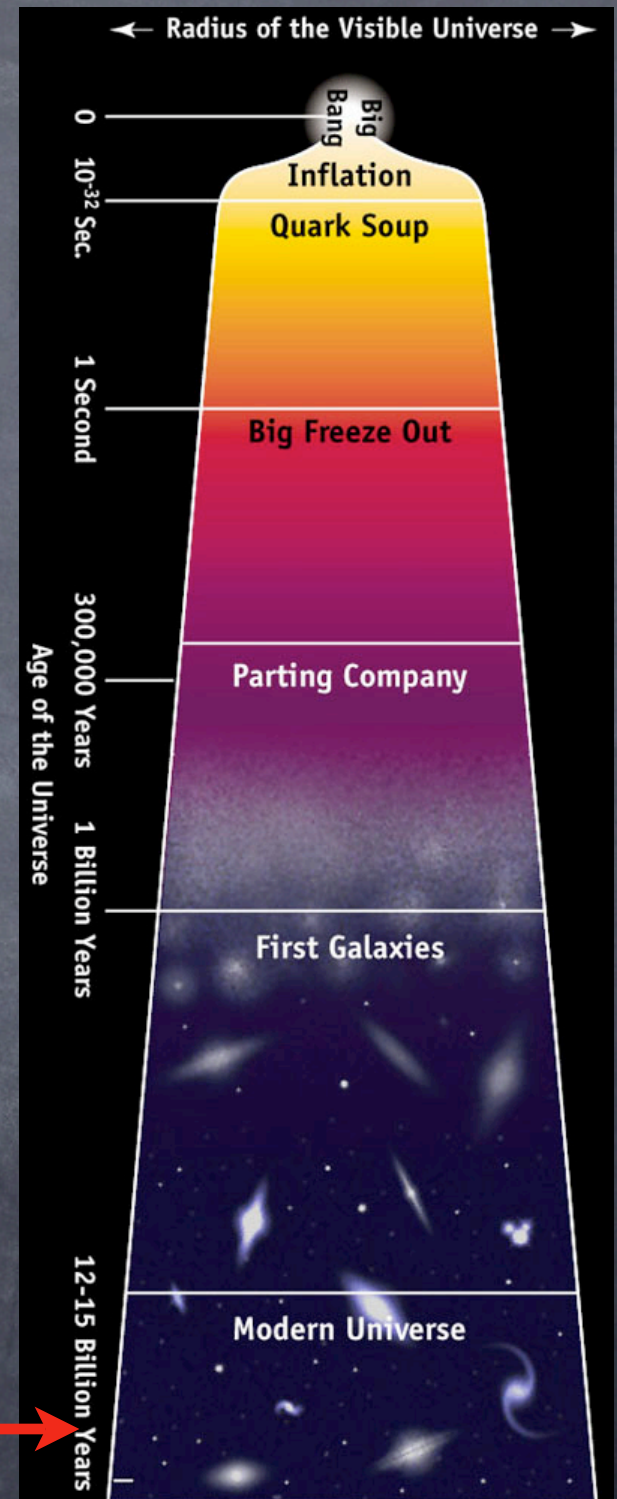 ← Radius of the Visible Universe →
Big
Bang
0
Inflation
10⁻³² Sec.
Quark Soup
1 Second
Big Freeze Out
300,000 Years
Parting Company
Age of the Universe
1 Billion Years
First Galaxies
12-15 Billion Years
Modern Universe